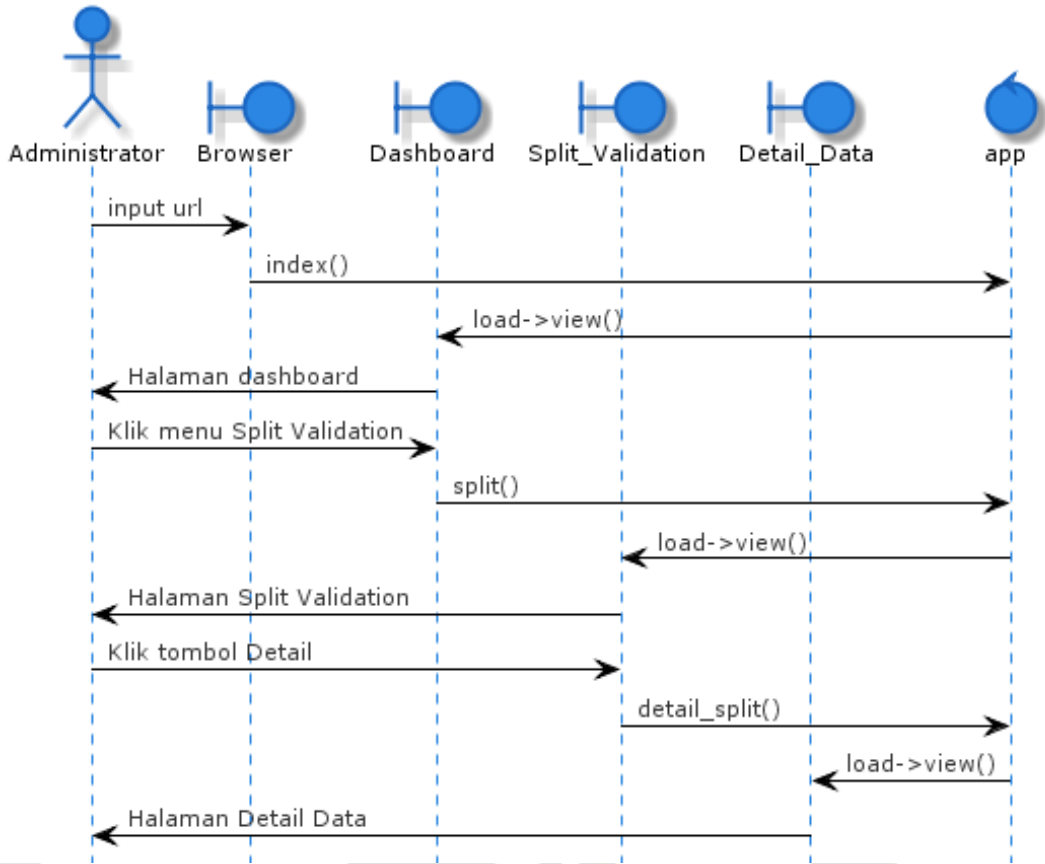 Administrator Browser Dashboard Split_Validation Detail_Data app
input url
index()
load->view()
Halaman dashboard
Klik menu Split Validation
split()
load->view()
Halaman Split Validation
Klik tombol Detail
detail_split()
load->view()
Halaman Detail Data